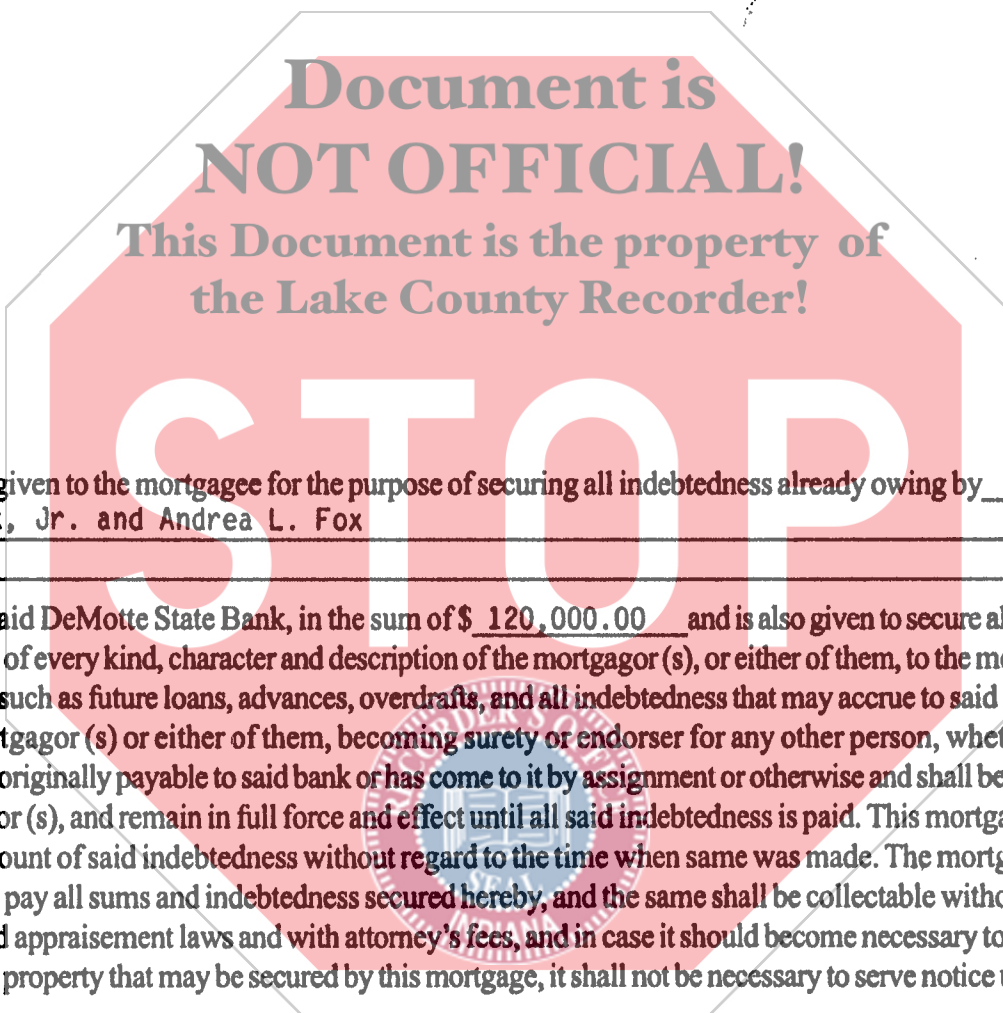 Document is
NOT OFFICIAL!
This Document is the property of
the Lake County Recorder!
STOP
given to the mortgagee for the purpose of securing all indebtedness already owing by
, Jr. and Andrea L. Fox
aid DeMotte State Bank, in the sum of $ 120,000.00 and is also given to secure al
of every kind, character and description of the mortgagor (s), or either of them, to the mo
such as future loans, advances, overdrafts, and all indebtedness that may accrue to said
tgagor (s) or either of them, becoming surety or endorser for any other person, whet
originally payable to said bank or has come to it by assignment or otherwise and shall be
or (s), and remain in full force and effect until all said indebtedness is paid. This mortga
ount of said indebtedness without regard to the time when same was made. The mortg
pay all sums and indebtedness secured hereby, and the same shall be collectable witho
d appraisement laws and with attorney's fees, and in case it should become necessary to
property that may be secured by this mortgage, it shall not be necessary to serve notice
RECORDER'S OFFICE
SEAL
INDIANA